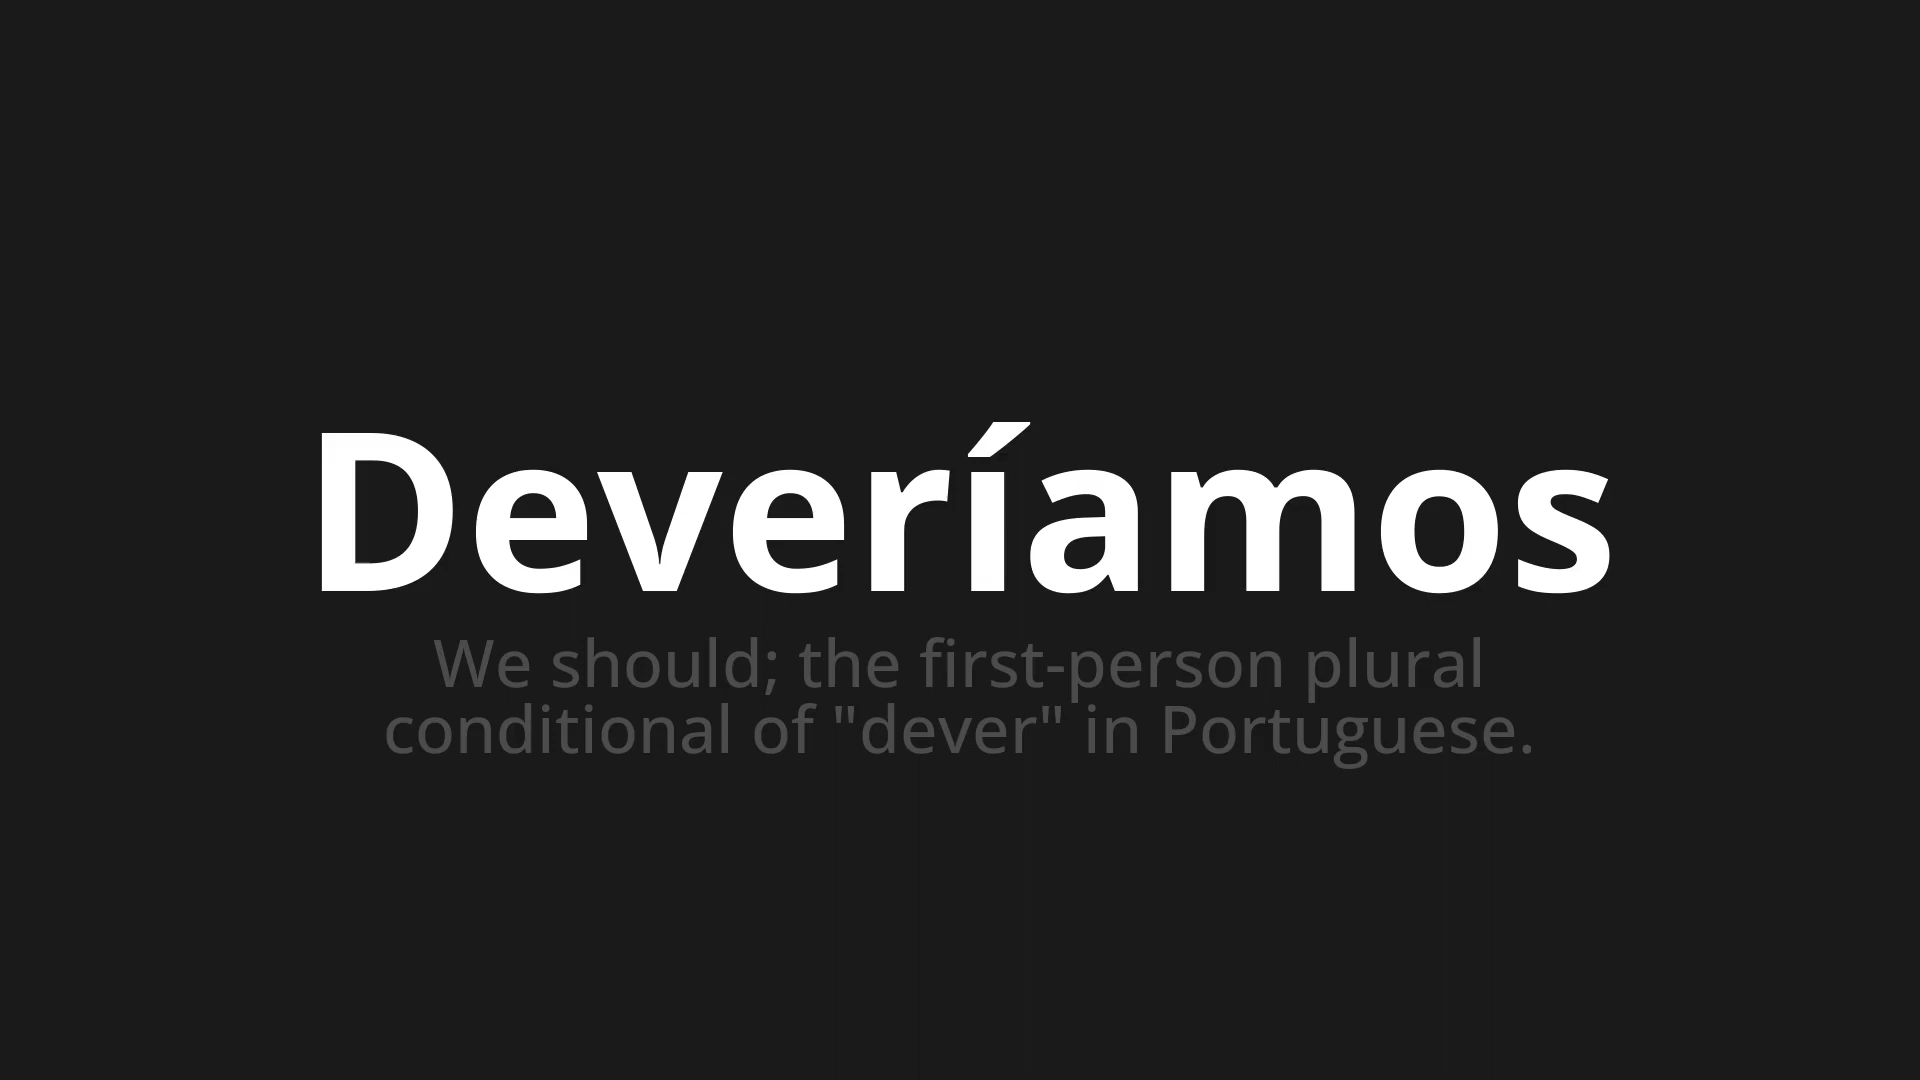 Deveríamos
We should; the first-person plural
conditional of "dever" in Portuguese.